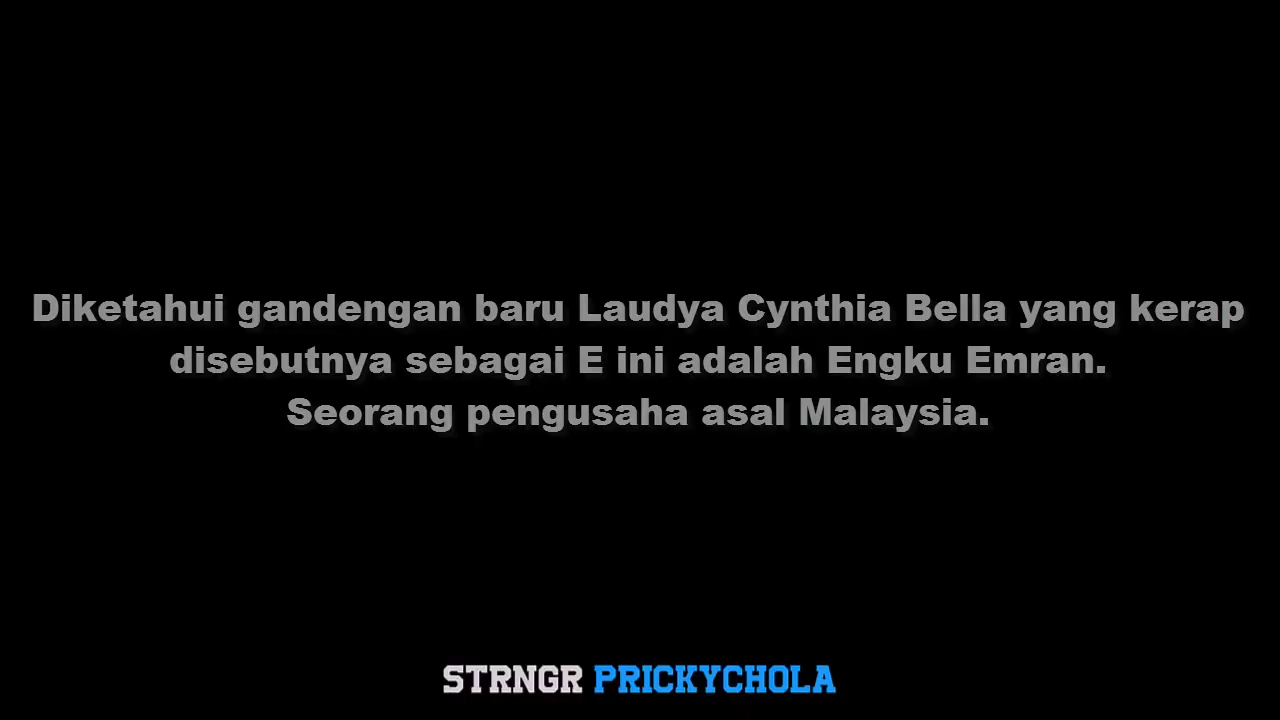 Diketahui gandengan baru Laudya Cynthia Bella yang kerap
disebutnya sebagai E ini adalah Engku Emran.
Seorang pengusaha asal Malaysia.
STRNGR PRICKYCHOLA